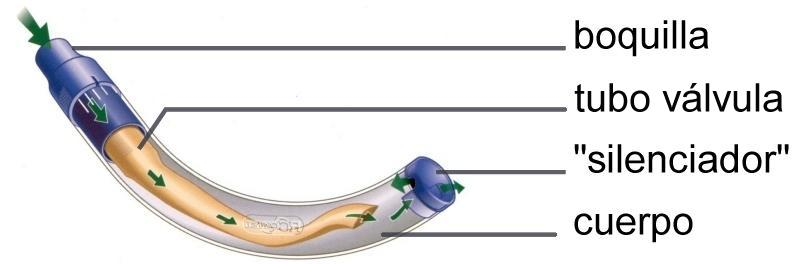 boquilla
tubo válvula
"silenciador"
cuerpo